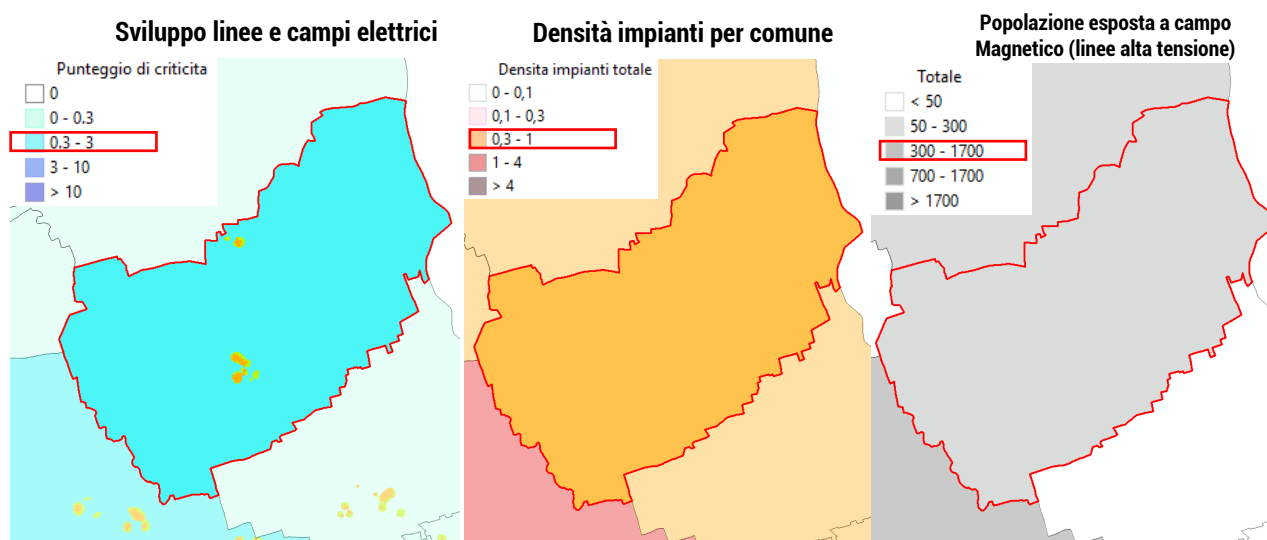 Sviluppo linee e campi elettrici
Punteggio di criticita
0
0 - 0.3
0.3 - 3
3 - 10
> 10
Densità impianti per comune
Densita impianti totale
0 - 0,1
0,1 - 0,3
0,3 - 1
1 - 4
> 4
Popolazione esposta a campo
Magnetico (linee alta tensione)
Totale
< 50
50 - 300
300 - 1700
700 - 1700
> 1700